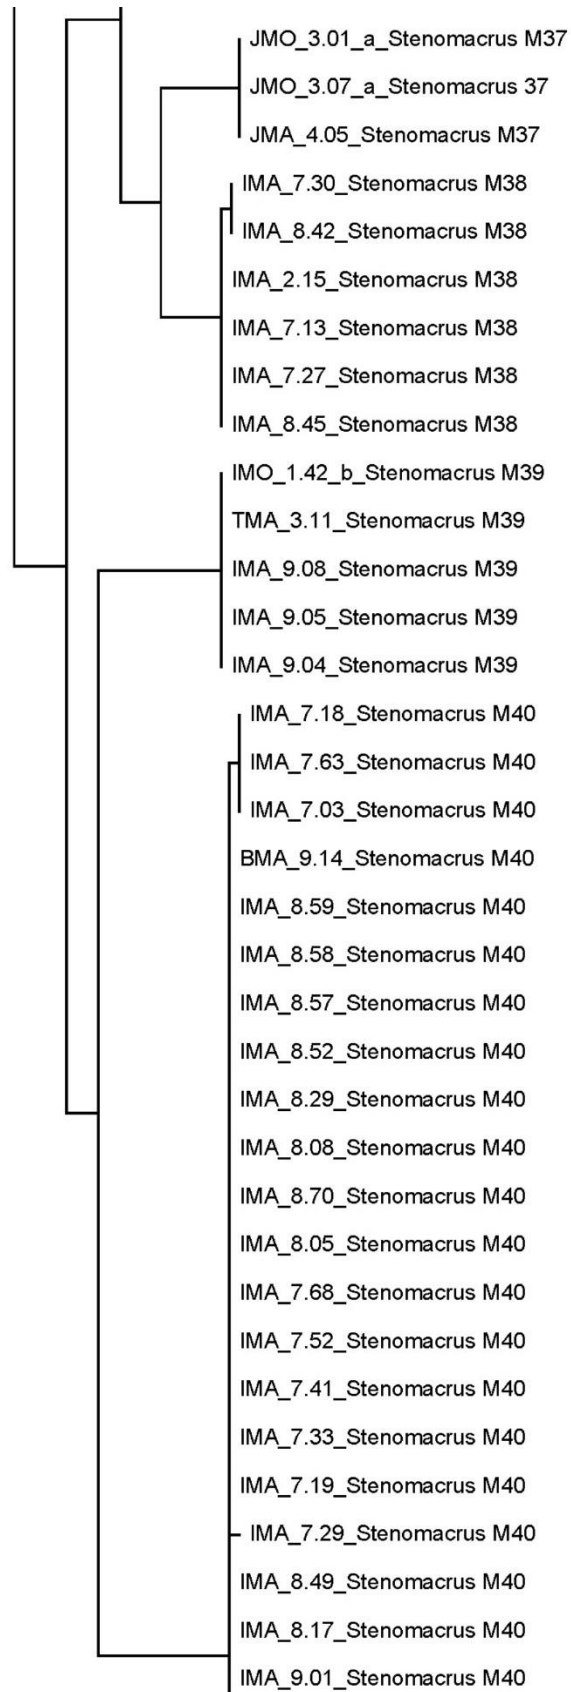 JMO_3.01_a_Stenomacrus M37
JMO_3.07_a_Stenomacrus 37
JMA_4.05_Stenomacrus M37
IMA_7.30_Stenomacrus M38
IMA_8.42_Stenomacrus M38
IMA_2.15_Stenomacrus M38
IMA_7.13_Stenomacrus M38
IMA_7.27_Stenomacrus M38
IMA_8.45_Stenomacrus M38
IMO_1.42_b_Stenomacrus M39
TMA_3.11_Stenomacrus M39
IMA_9.08_Stenomacrus M39
IMA_9.05_Stenomacrus M39
IMA_9.04_Stenomacrus M39
IMA_7.18_Stenomacrus M40
IMA_7.63_Stenomacrus M40
IMA_7.03_Stenomacrus M40
BMA_9.14_Stenomacrus M40
IMA_8.59_Stenomacrus M40
IMA_8.58_Stenomacrus M40
IMA_8.57_Stenomacrus M40
IMA_8.52_Stenomacrus M40
IMA_8.29_Stenomacrus M40
IMA_8.08_Stenomacrus M40
IMA_8.70_Stenomacrus M40
IMA_8.05_Stenomacrus M40
IMA_7.68_Stenomacrus M40
IMA_7.52_Stenomacrus M40
IMA_7.41_Stenomacrus M40
IMA_7.33_Stenomacrus M40
IMA_7.19_Stenomacrus M40
IMA_7.29_Stenomacrus M40
IMA_8.49_Stenomacrus M40
IMA_8.17_Stenomacrus M40
IMA_9.01_Stenomacrus M40